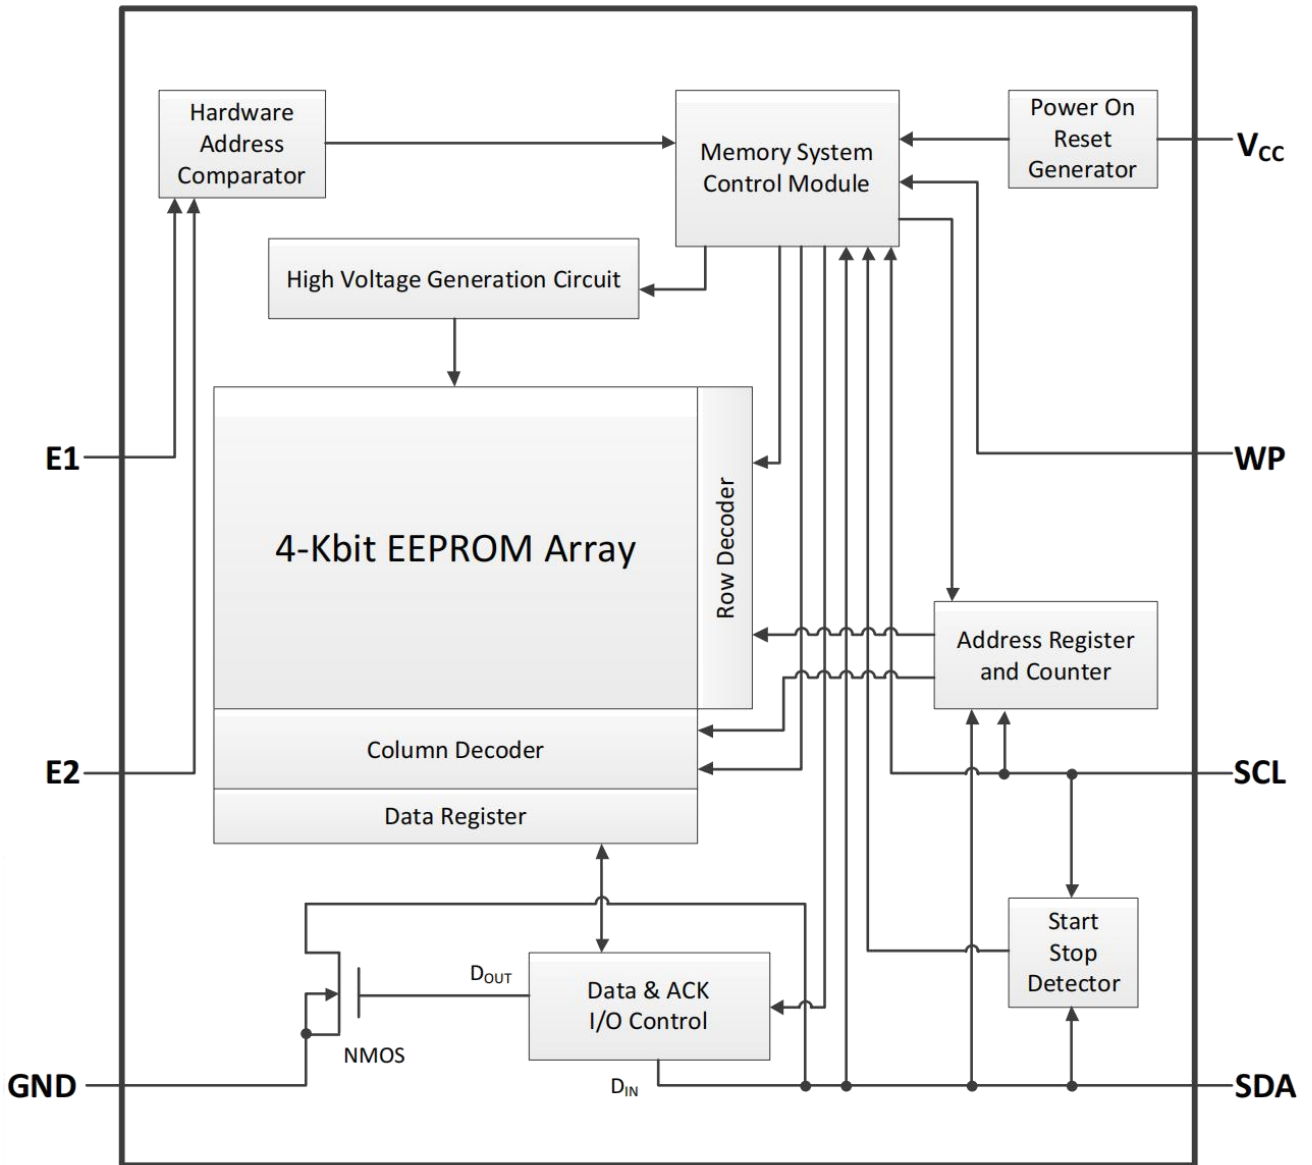 Hardware
Address
Comparator
Memory System
Control Module
Power On
Reset
Generator
VCC
High Voltage Generation Circuit
E1
WP
4-Kbit EEPROM Array
Row Decoder
Address Register
and Counter
Column Decoder
E2
SCL
Data Register
Start
Stop
Detector
DOUT
Data & ACK
I/O Control
NMOS
GND
DIN
SDA